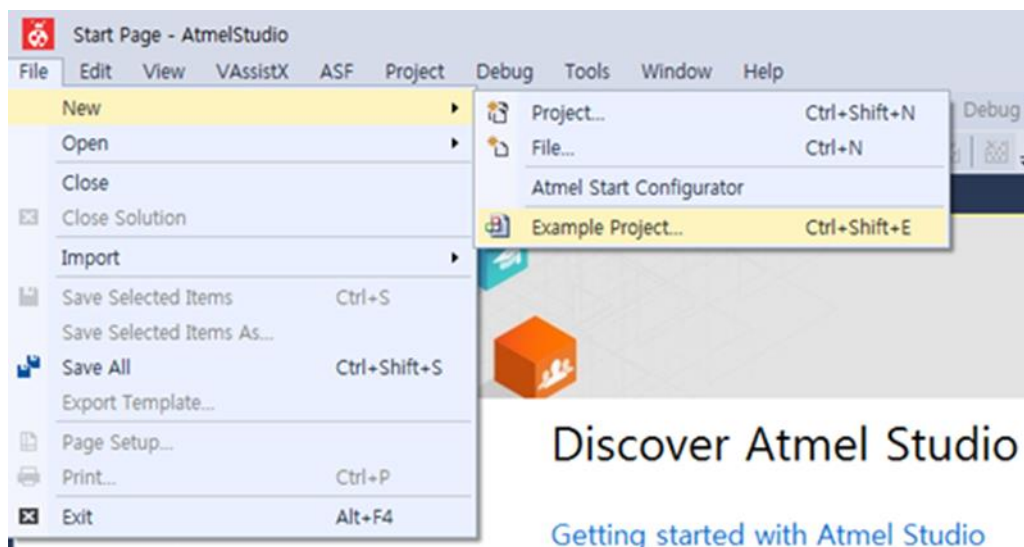 Start Page - AtmelStudio
File Edit View VAssistX ASF Project Debug Tools Window Help
New
Open
Close
Close Solution
Import
Save Selected Items Ctrl+S
Save Selected Items As...
Save All Ctrl+Shift+S
Export Template...
Page Setup...
Print... Ctrl+P
Exit Alt+F4
Project... Ctrl+Shift+N
File... Ctrl+N
Atmel Start Configurator
Example Project... Ctrl+Shift+E
Debug
Discover Atmel Studio
Getting started with Atmel Studio